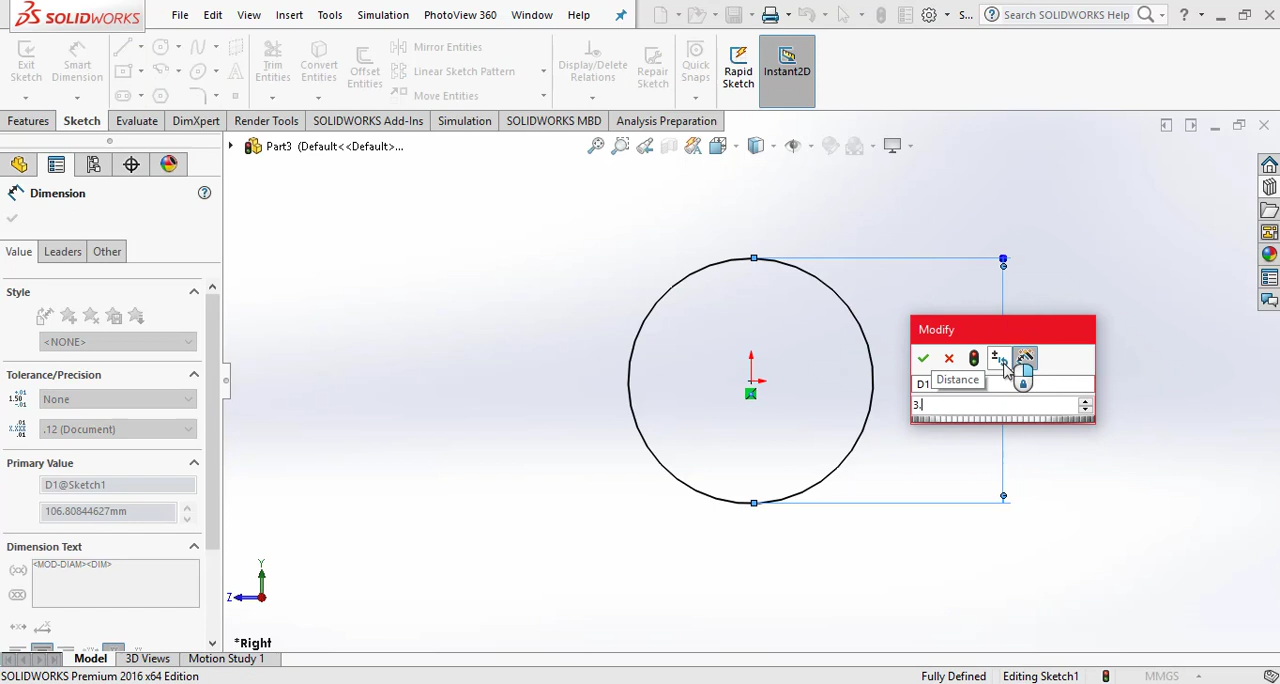 SOLIDWORKS File Edit View Insert Tools Simulation PhotoView 360 Window Help S... Search SOLIDWORKS Help ?
Exit Sketch
Smart Dimension
Trim Entities
Convert Entities
Offset Entities
Mirror Entities
Linear Sketch Pattern
Move Entities
Display/Delete Relations
Repair Sketch
Quick Snaps
Rapid Sketch
Instant2D
Features Sketch Evaluate DimXpert Render Tools SOLIDWORKS Add-Ins Simulation SOLIDWORKS MBD Analysis Preparation
Part3 (Default<<Default>...
Dimension ?
Value Leaders Other
Style
<NONE>
Tolerance/Precision
None
.12 (Document)
Primary Value
D1@Sketch1
106.80844627mm
Dimension Text
<MOD-DIAM><DIM>
Modify
Distance
D1
3.
Y
Z
*Right
Model 3D Views Motion Study 1
SOLIDWORKS Premium 2016 x64 Edition Fully Defined Editing Sketch1 MMGS